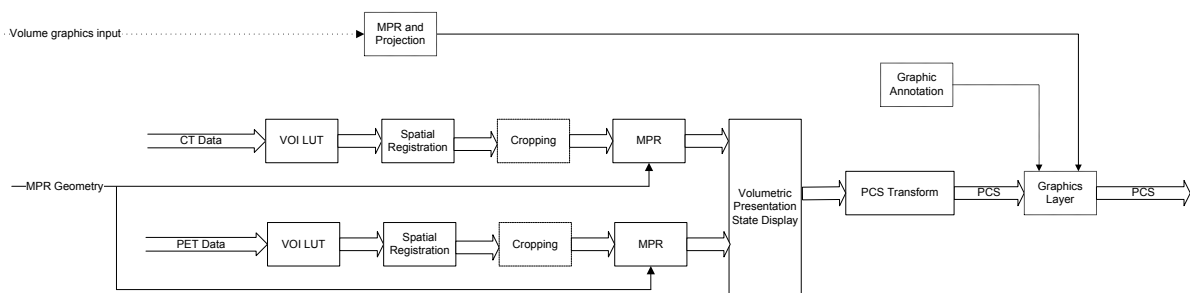 Volume graphics input
MPR and
Projection
Graphic
Annotation
CT Data
VOI LUT
Spatial
Registration
Cropping
MPR
MPR Geometry
Volumetric
Presentation
State Display
PCS Transform
PCS
Graphics
Layer
PCS
PET Data
VOI LUT
Spatial
Registration
Cropping
MPR